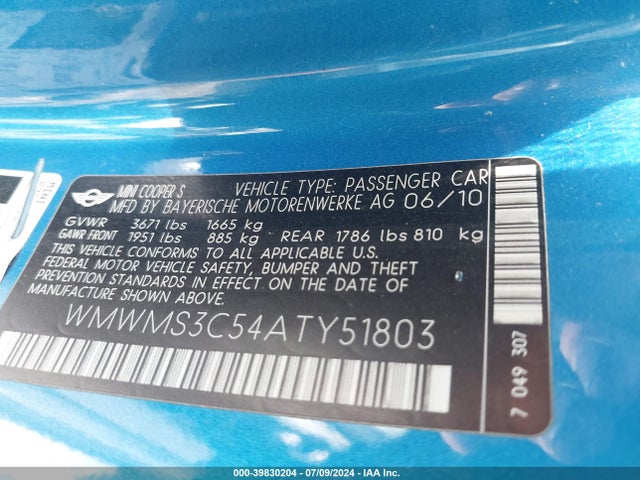 MINI COOPER S VEHICLE TYPE: PASSENGER CAR
MFD BY BAYERISCHE MOTORENWERKE AG 06/10
GVWR 3671 lbs 1665 kg
GAWR FRONT 1951 lbs 885 kg REAR 1786 lbs 810 kg
THIS VEHICLE CONFORMS TO ALL APPLICABLE U.S.
FEDERAL MOTOR VEHICLE SAFETY, BUMPER AND THEFT
PREVENTION STANDARDS IN EFFECT ON THE DATE OF
MANUFACTURE SHOWN ABOVE.
WMWMS3C54ATY51803
7 049 307
000-39830204 - 07/09/2024 - IAA Inc.